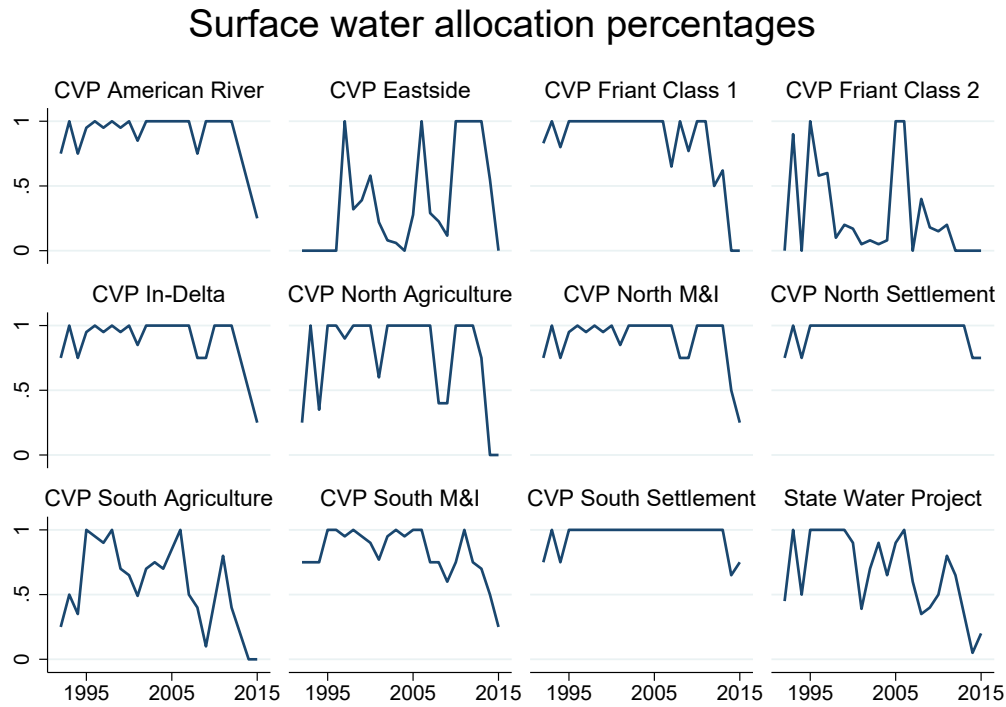 Surface water allocation percentages
CVP American River
CVP Eastside
CVP Friant Class 1
CVP Friant Class 2
1
.5
0
CVP In-Delta
CVP North Agriculture
CVP North M&I
CVP North Settlement
1
.5
0
CVP South Agriculture
CVP South M&I
CVP South Settlement
State Water Project
1
.5
0
1995 2005 2015 1995 2005 2015 1995 2005 2015 1995 2005 2015